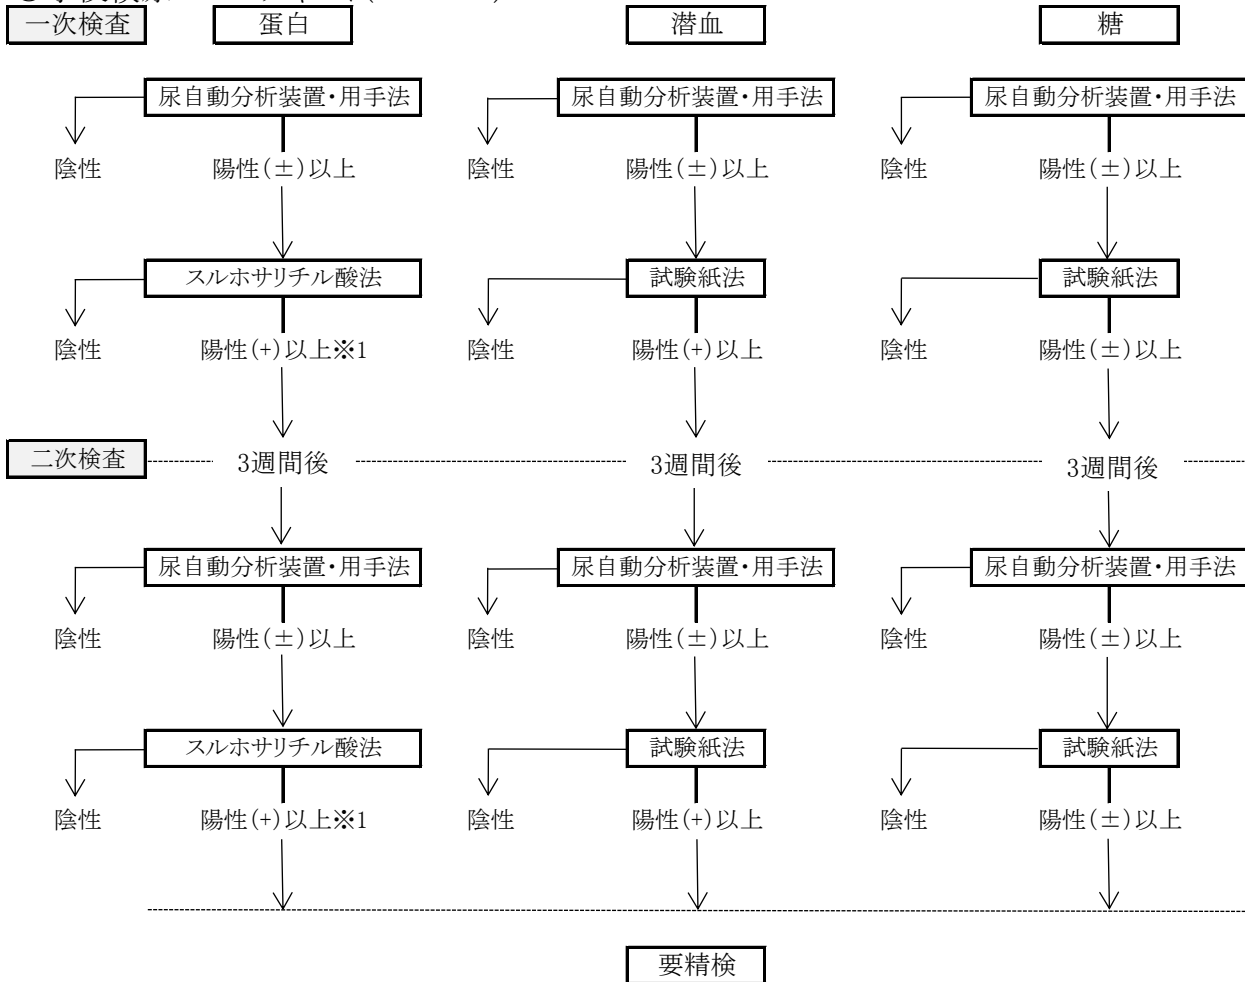 一次検査 蛋白 潜血 糖
尿自動分析装置・用手法 尿自動分析装置・用手法 尿自動分析装置・用手法
陰性 陽性(±)以上 陰性 陽性(±)以上 陰性 陽性(±)以上
スルホサリチル酸法 試験紙法 試験紙法
陰性 陽性(+)以上※1 陰性 陽性(+)以上 陰性 陽性(±)以上
二次検査 3週間後 3週間後 3週間後
尿自動分析装置・用手法 尿自動分析装置・用手法 尿自動分析装置・用手法
陰性 陽性(±)以上 陰性 陽性(±)以上 陰性 陽性(±)以上
スルホサリチル酸法 試験紙法 試験紙法
陰性 陽性(+)以上※1 陰性 陽性(+)以上 陰性 陽性(±)以上
要精検